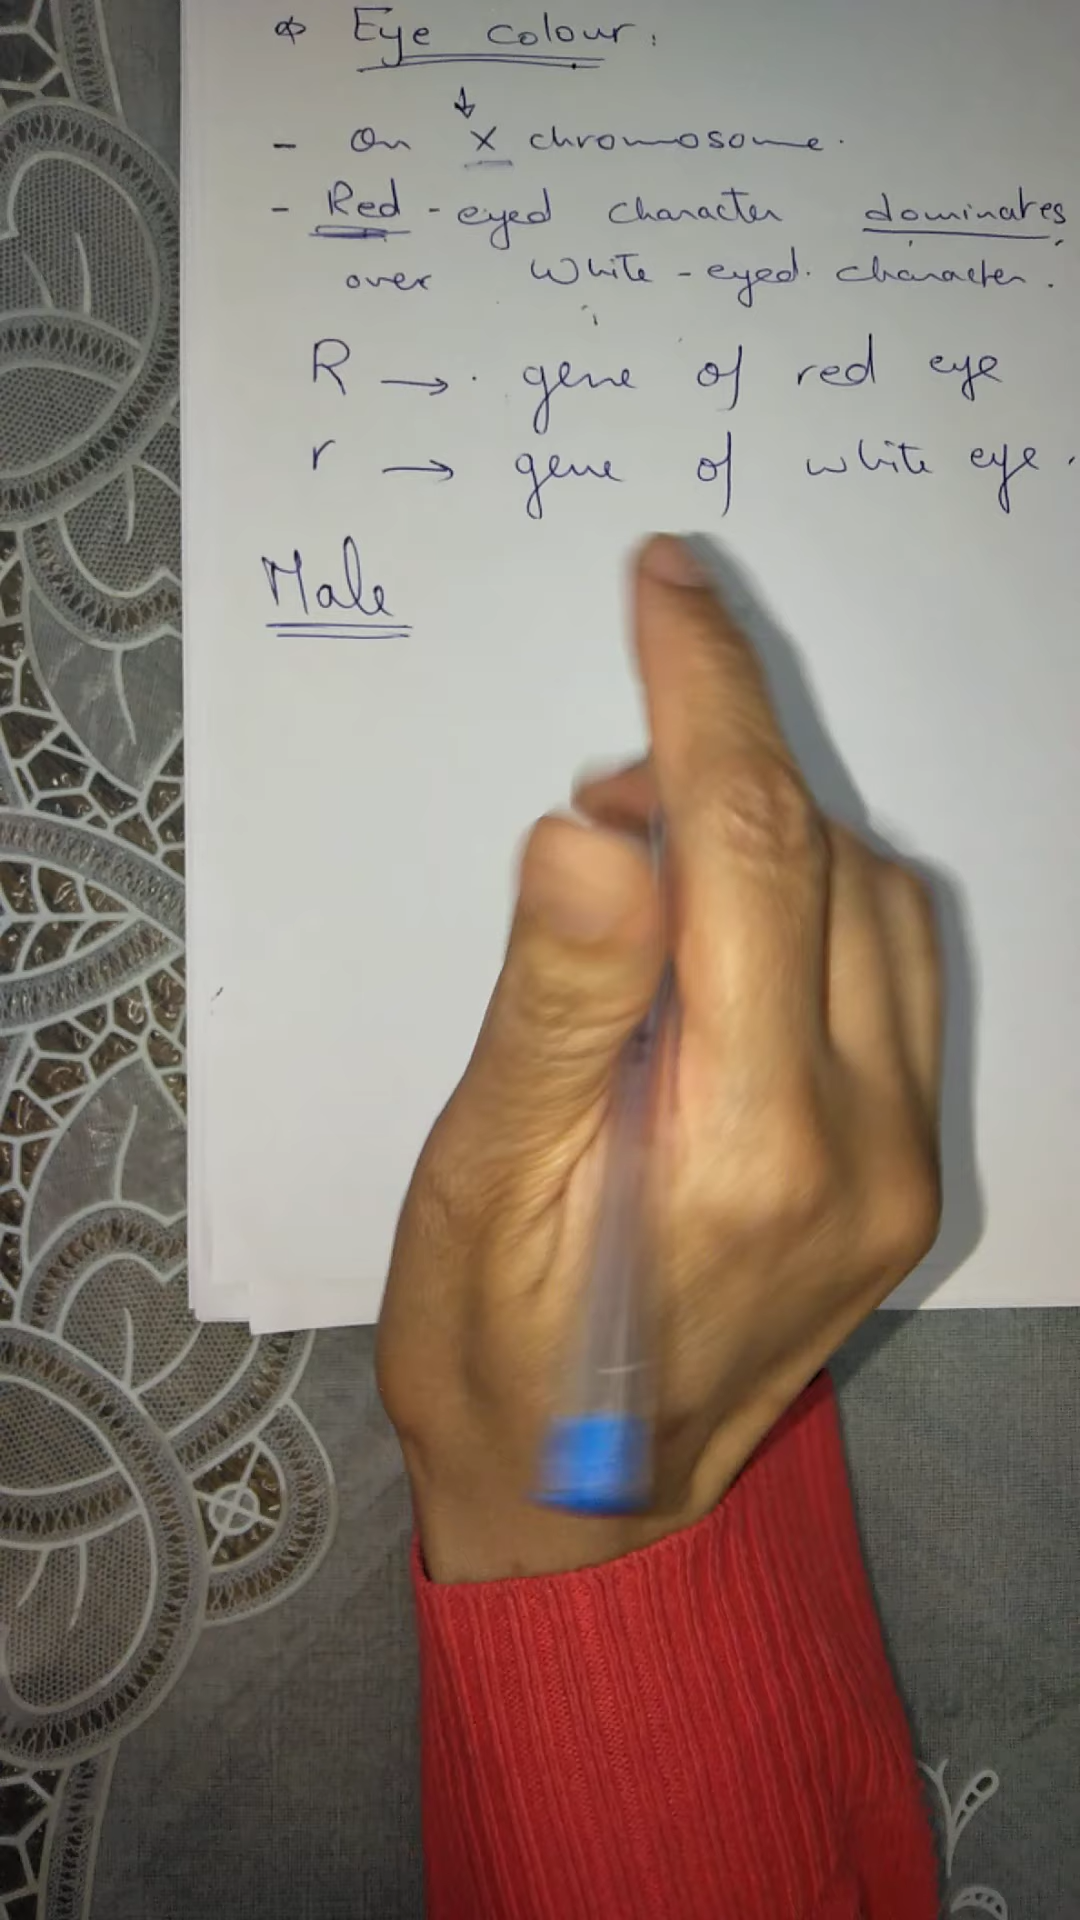 Eye colour.
- On X chromosome.
- Red-eyed character dominates
over white-eyed character.
R → gene of red eye
r → gene of white eye.
Male